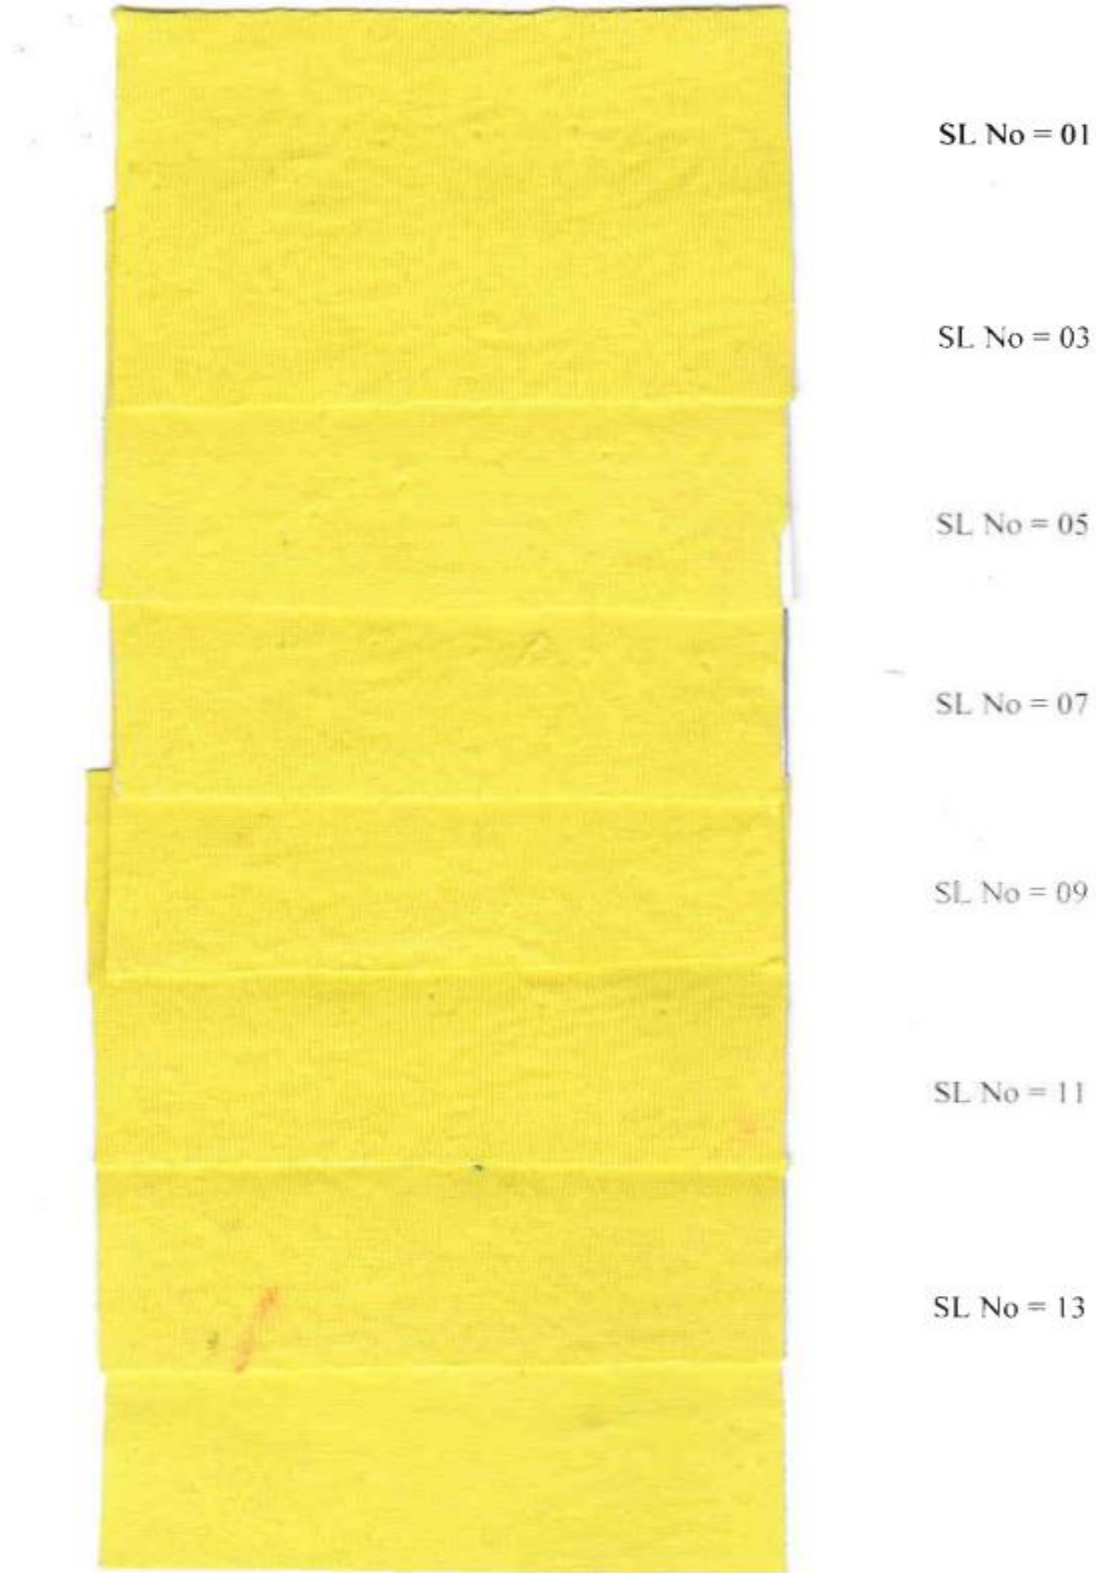 SL No = 01
SL No = 03
SL No = 05
SL No = 07
SL No = 09
SL No = 11
SL No = 13